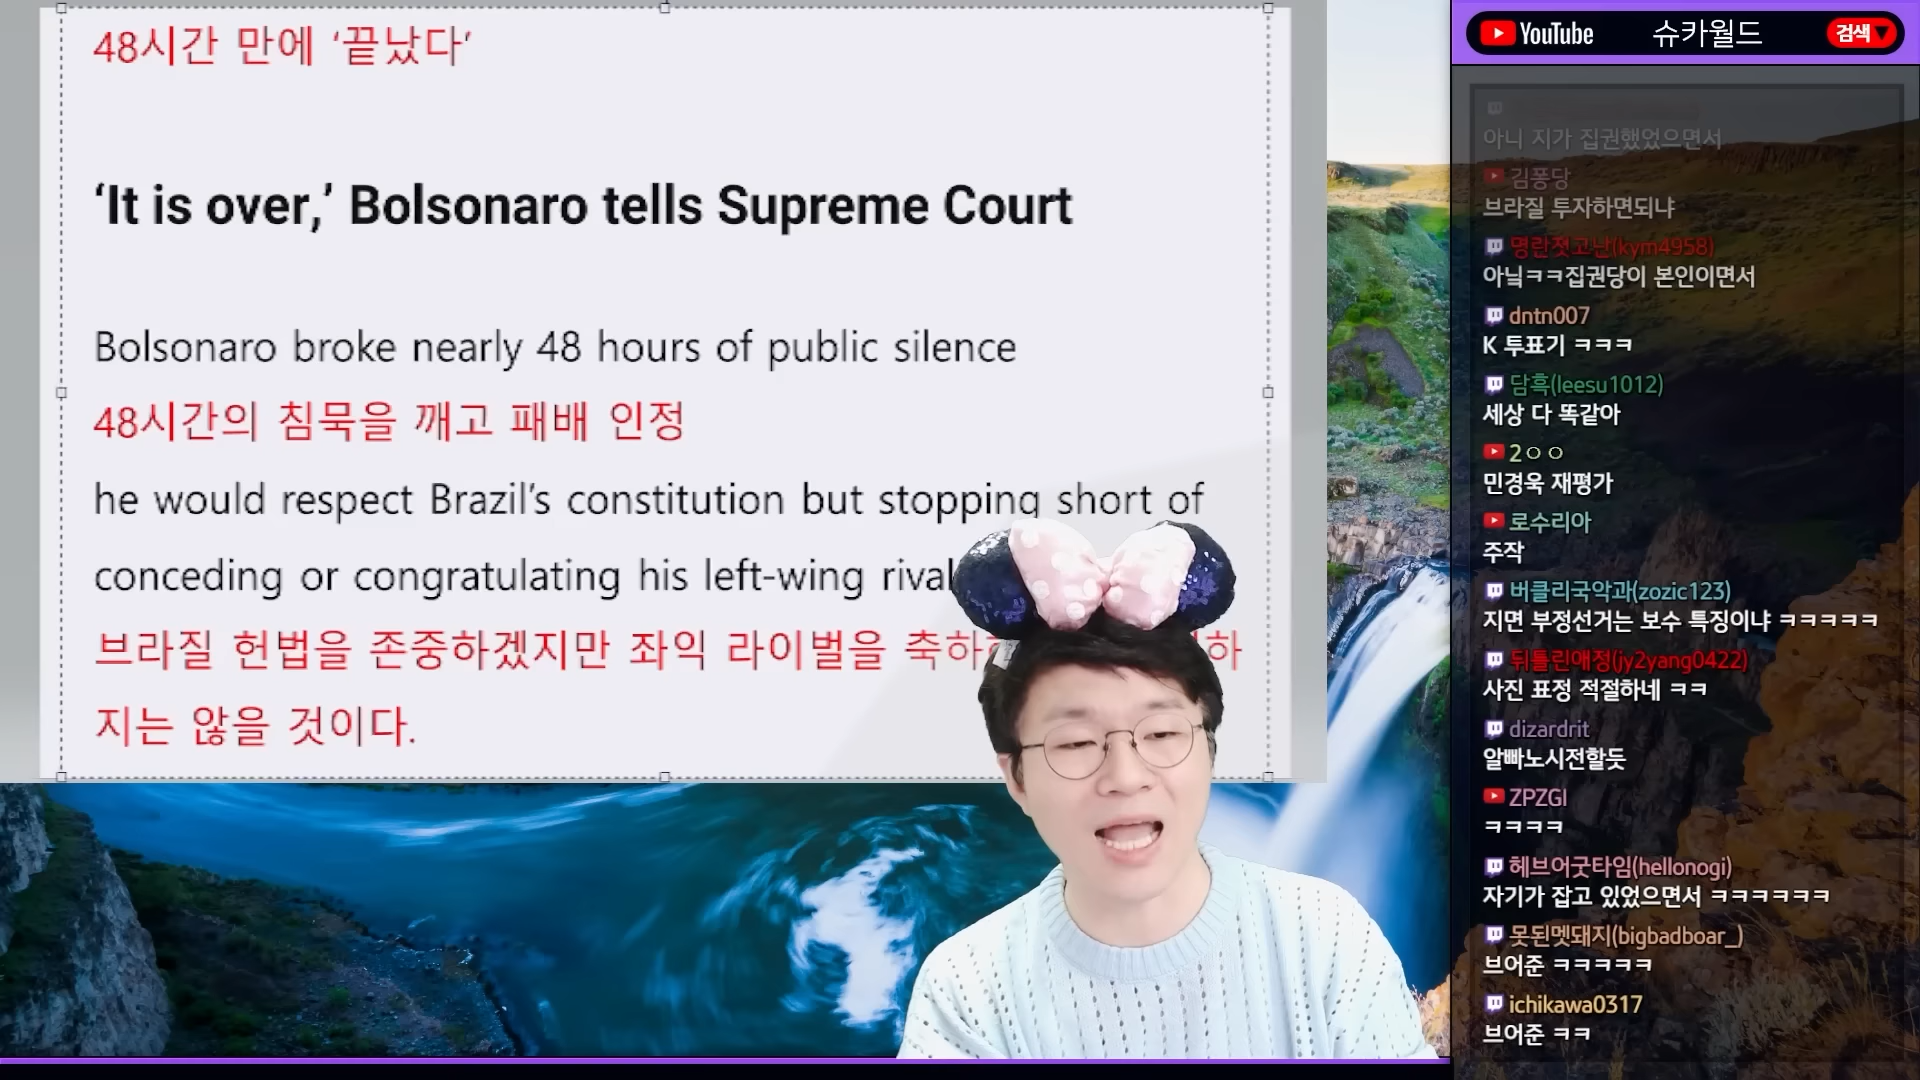 48시간 만에 ‘끝났다’
‘It is over,’ Bolsonaro tells Supreme Court
Bolsonaro broke nearly 48 hours of public silence
48시간의 침묵을 깨고 패배 인정
he would respect Brazil’s constitution but stopping short of
conceding or congratulating his left-wing rival
브라질 헌법을 존중하겠지만 좌익 라이벌을 축하하
지는 않을 것이다.
YouTube 슈카월드 검색
아니 지가 집권했었으면서
김퐁당
브라질 투자하면되냐
명란젓고난(kym4958)
아닠ㅋㅋ집권당이 본인이면서
dntn007
K 투표기 ㅋㅋㅋ
담흑(leesu1012)
세상 다 똑같아
2ㅇㅇ
민경욱 재평가
로수리아
주작
버클리국악과(zozic123)
지면 부정선거는 보수 특징이냐 ㅋㅋㅋㅋㅋ
뒤틀린애정(jy2yang0422)
사진 표정 적절하네 ㅋㅋ
dizardrit
알빠노시전할듯
ZPZGI
ㅋㅋㅋㅋ
헤브어굿타임(hellonogi)
자기가 잡고 있었으면서 ㅋㅋㅋㅋㅋㅋ
못된멧돼지(bigbadboar_)
브어준 ㅋㅋㅋㅋㅋ
ichikawa0317
브어준 ㅋㅋ